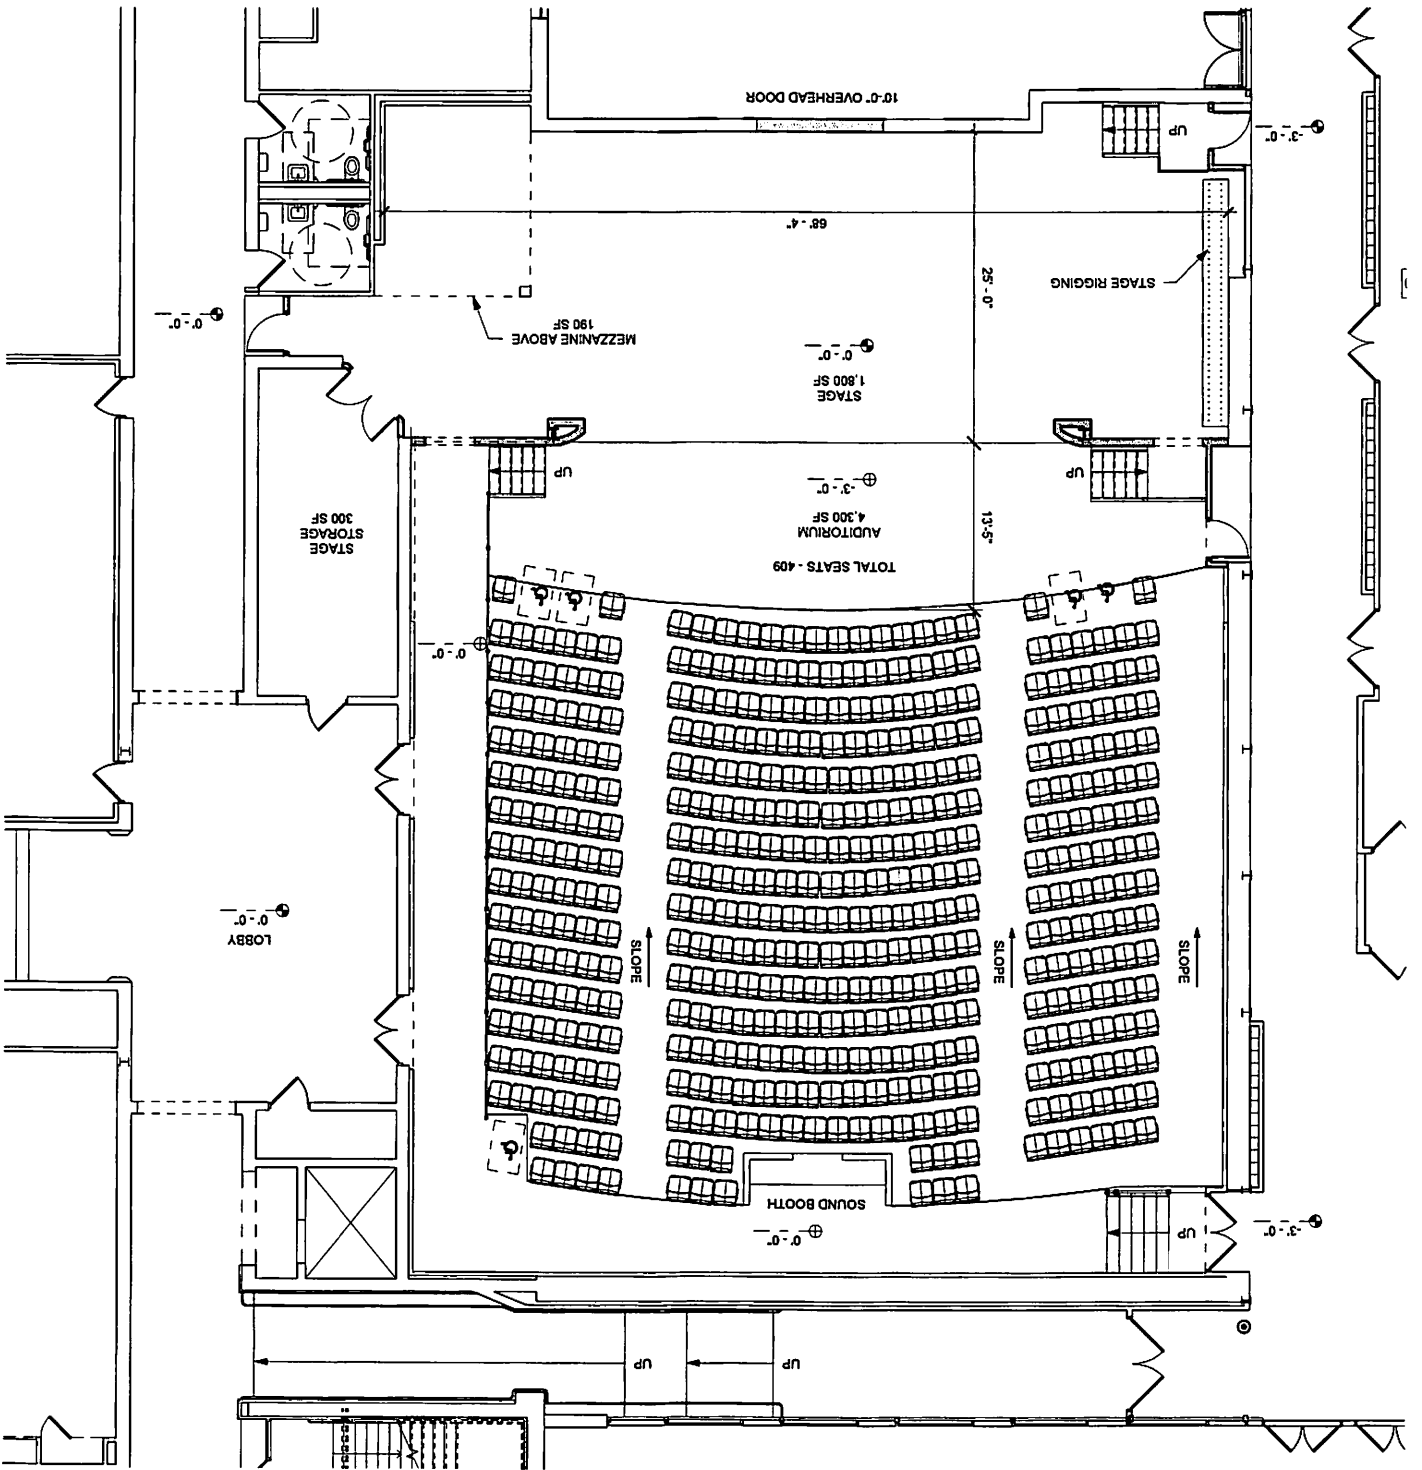 10'-0" OVERHEAD DOOR
UP
-3' - 0"
68' - 4"
25' - 0"
STAGE RIGGING
0' - 0"
MEZZANINE ABOVE
190 SF
STAGE
1,800 SF
0' - 0"
UP
UP
AUDITORIUM
4,300 SF
-3' - 0"
13'-5"
STAGE
STORAGE
300 SF
TOTAL SEATS - 409
0' - 0"
LOBBY
0' - 0"
SLOPE
SLOPE
SLOPE
SOUND BOOTH
0' - 0"
UP
-3' - 0"
UP
UP